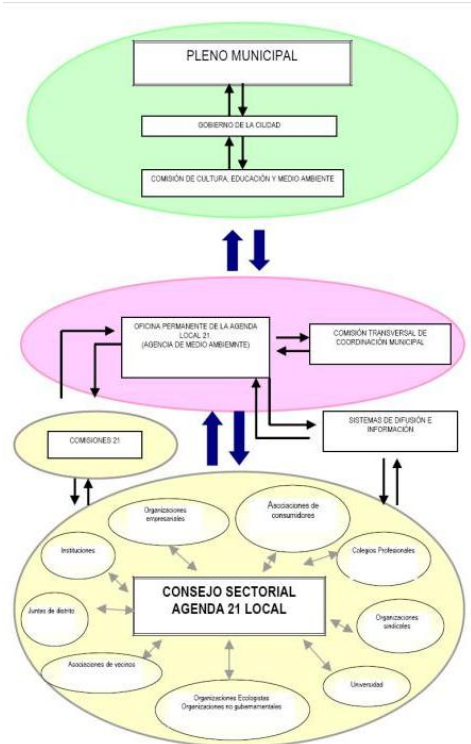 PLENO MUNICIPAL
GOBIERNO DE LA CIUDAD
COMISIÓN DE CULTURA, EDUCACIÓN Y MEDIO AMBIENTE
OFICINA PERMANENTE DE LA AGENDA
LOCAL 21
(AGENCIA DE MEDIO AMBIEMNTE)
COMISIÓN TRANSVERSAL DE
COORDINACIÓN MUNICIPAL
SISTEMAS DE DIFUSIÓN E
INFORMACIÓN
COMISIONES 21
Organizaciones
empresariales
Asociaciones de
consumidores
Instituciones
Colegios Profesionales
CONSEJO SECTORIAL
AGENDA 21 LOCAL
Juntes de distrito
Organizaciones
sindicales
Asociaciones de vecinos
Universidad
Organizaciones Ecologistas
Organizaciones no gubernamentales